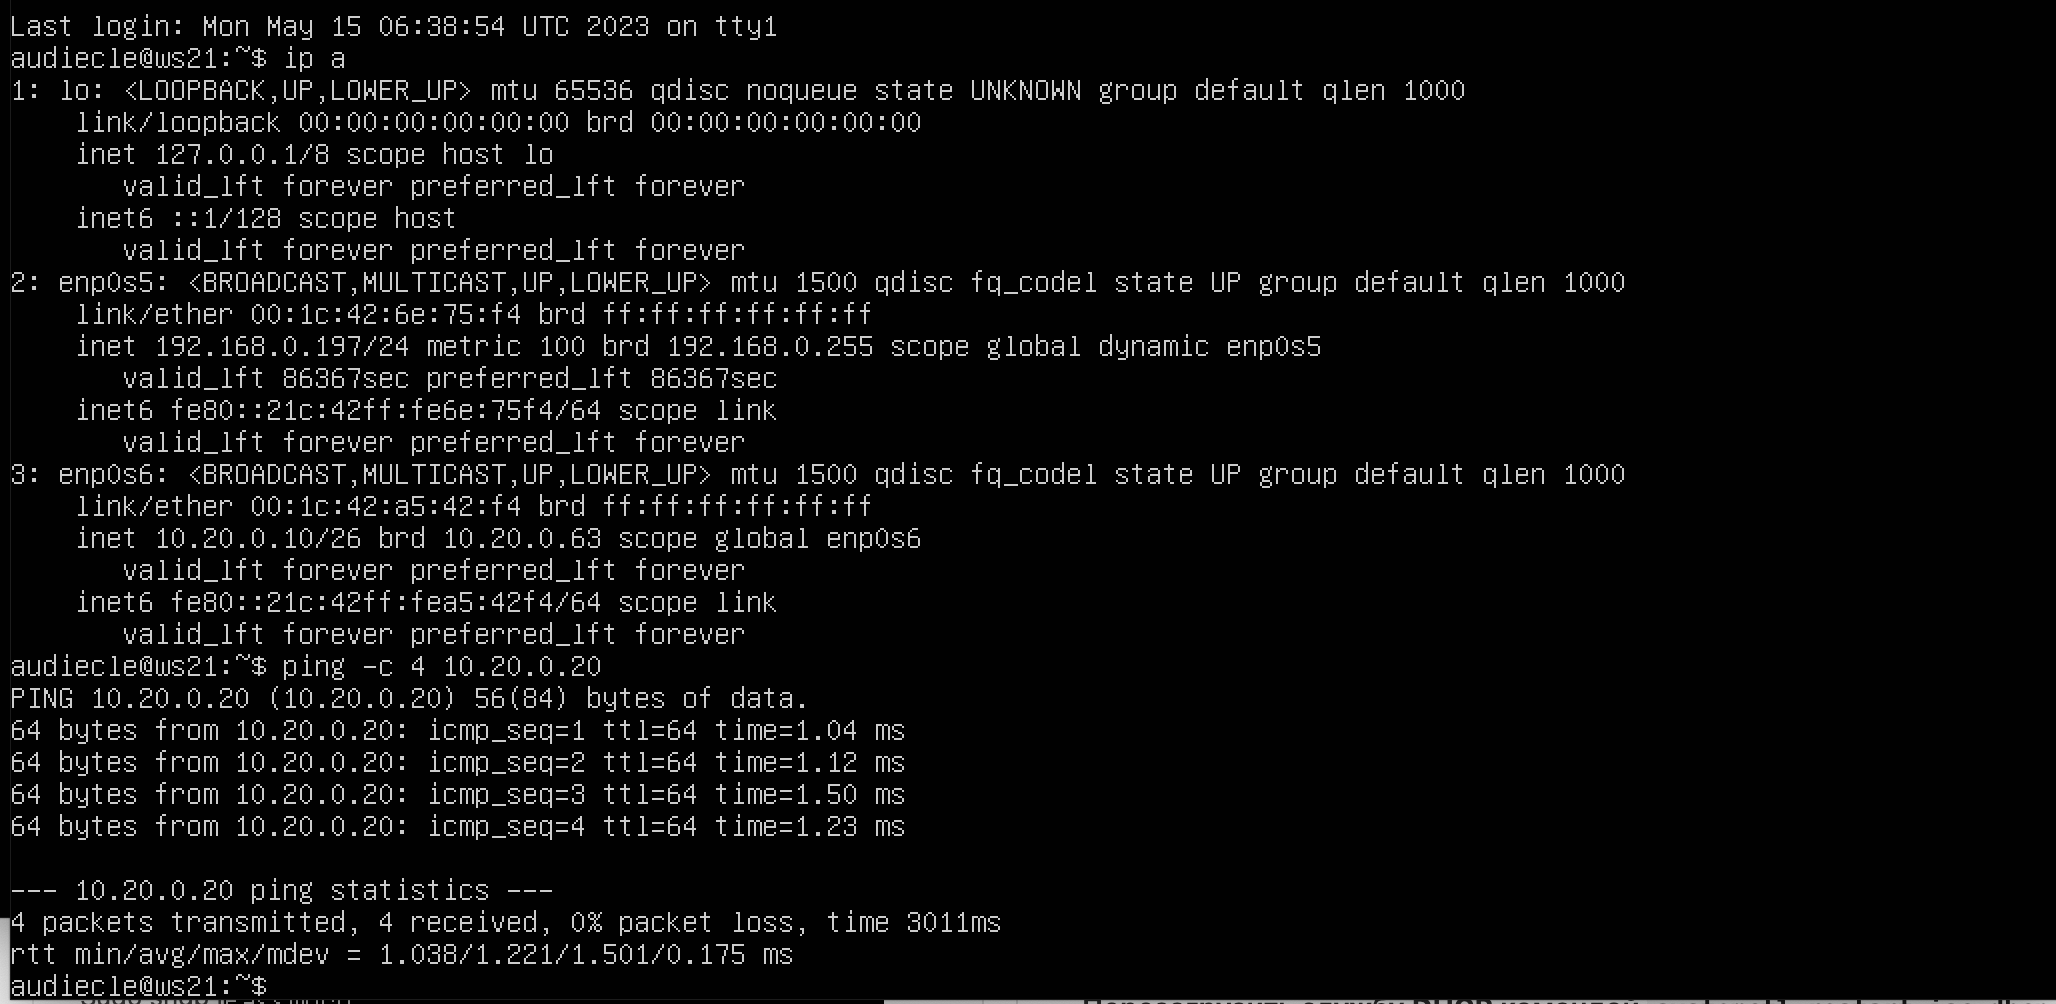 Last login: Mon May 15 06:38:54 UTC 2023 on tty1
audiecle@ws21:~$ ip a
1: lo: <LOOPBACK,UP,LOWER_UP> mtu 65536 qdisc noqueue state UNKNOWN group default qlen 1000
    link/loopback 00:00:00:00:00:00 brd 00:00:00:00:00:00
    inet 127.0.0.1/8 scope host lo
       valid_lft forever preferred_lft forever
    inet6 ::1/128 scope host
       valid_lft forever preferred_lft forever
2: enp0s5: <BROADCAST,MULTICAST,UP,LOWER_UP> mtu 1500 qdisc fq_codel state UP group default qlen 1000
    link/ether 00:1c:42:6e:75:f4 brd ff:ff:ff:ff:ff:ff
    inet 192.168.0.197/24 metric 100 brd 192.168.0.255 scope global dynamic enp0s5
       valid_lft 86367sec preferred_lft 86367sec
    inet6 fe80::21c:42ff:fe6e:75f4/64 scope link
       valid_lft forever preferred_lft forever
3: enp0s6: <BROADCAST,MULTICAST,UP,LOWER_UP> mtu 1500 qdisc fq_codel state UP group default qlen 1000
    link/ether 00:1c:42:a5:42:f4 brd ff:ff:ff:ff:ff:ff
    inet 10.20.0.10/26 brd 10.20.0.63 scope global enp0s6
       valid_lft forever preferred_lft forever
    inet6 fe80::21c:42ff:fea5:42f4/64 scope link
       valid_lft forever preferred_lft forever
audiecle@ws21:~$ ping -c 4 10.20.0.20
PING 10.20.0.20 (10.20.0.20) 56(84) bytes of data.
64 bytes from 10.20.0.20: icmp_seq=1 ttl=64 time=1.04 ms
64 bytes from 10.20.0.20: icmp_seq=2 ttl=64 time=1.12 ms
64 bytes from 10.20.0.20: icmp_seq=3 ttl=64 time=1.50 ms
64 bytes from 10.20.0.20: icmp_seq=4 ttl=64 time=1.23 ms

--- 10.20.0.20 ping statistics ---
4 packets transmitted, 4 received, 0% packet loss, time 3011ms
rtt min/avg/max/mdev = 1.038/1.221/1.501/0.175 ms
audiecle@ws21:~$